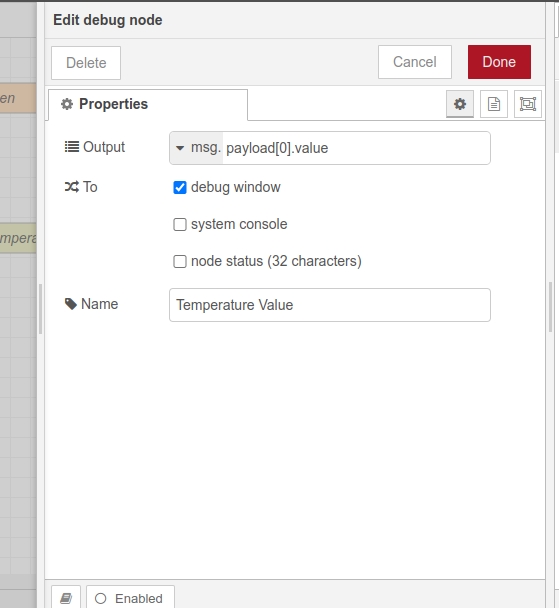 Edit debug node
Delete
Cancel
Done
en
Properties
Output
msg. payload[0].value
To
debug window
system console
mpera
node status (32 characters)
Name
Temperature Value
Enabled